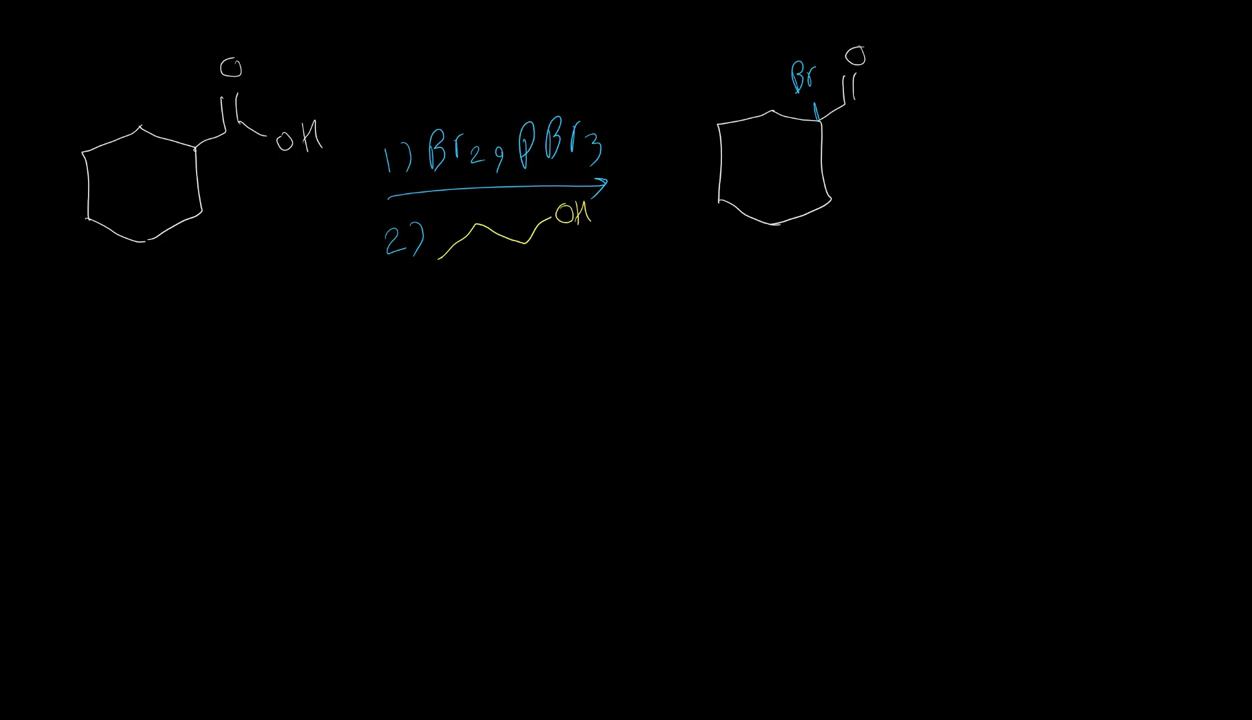 O
OH
1) Br2, PBr3
2) OH
Br
O